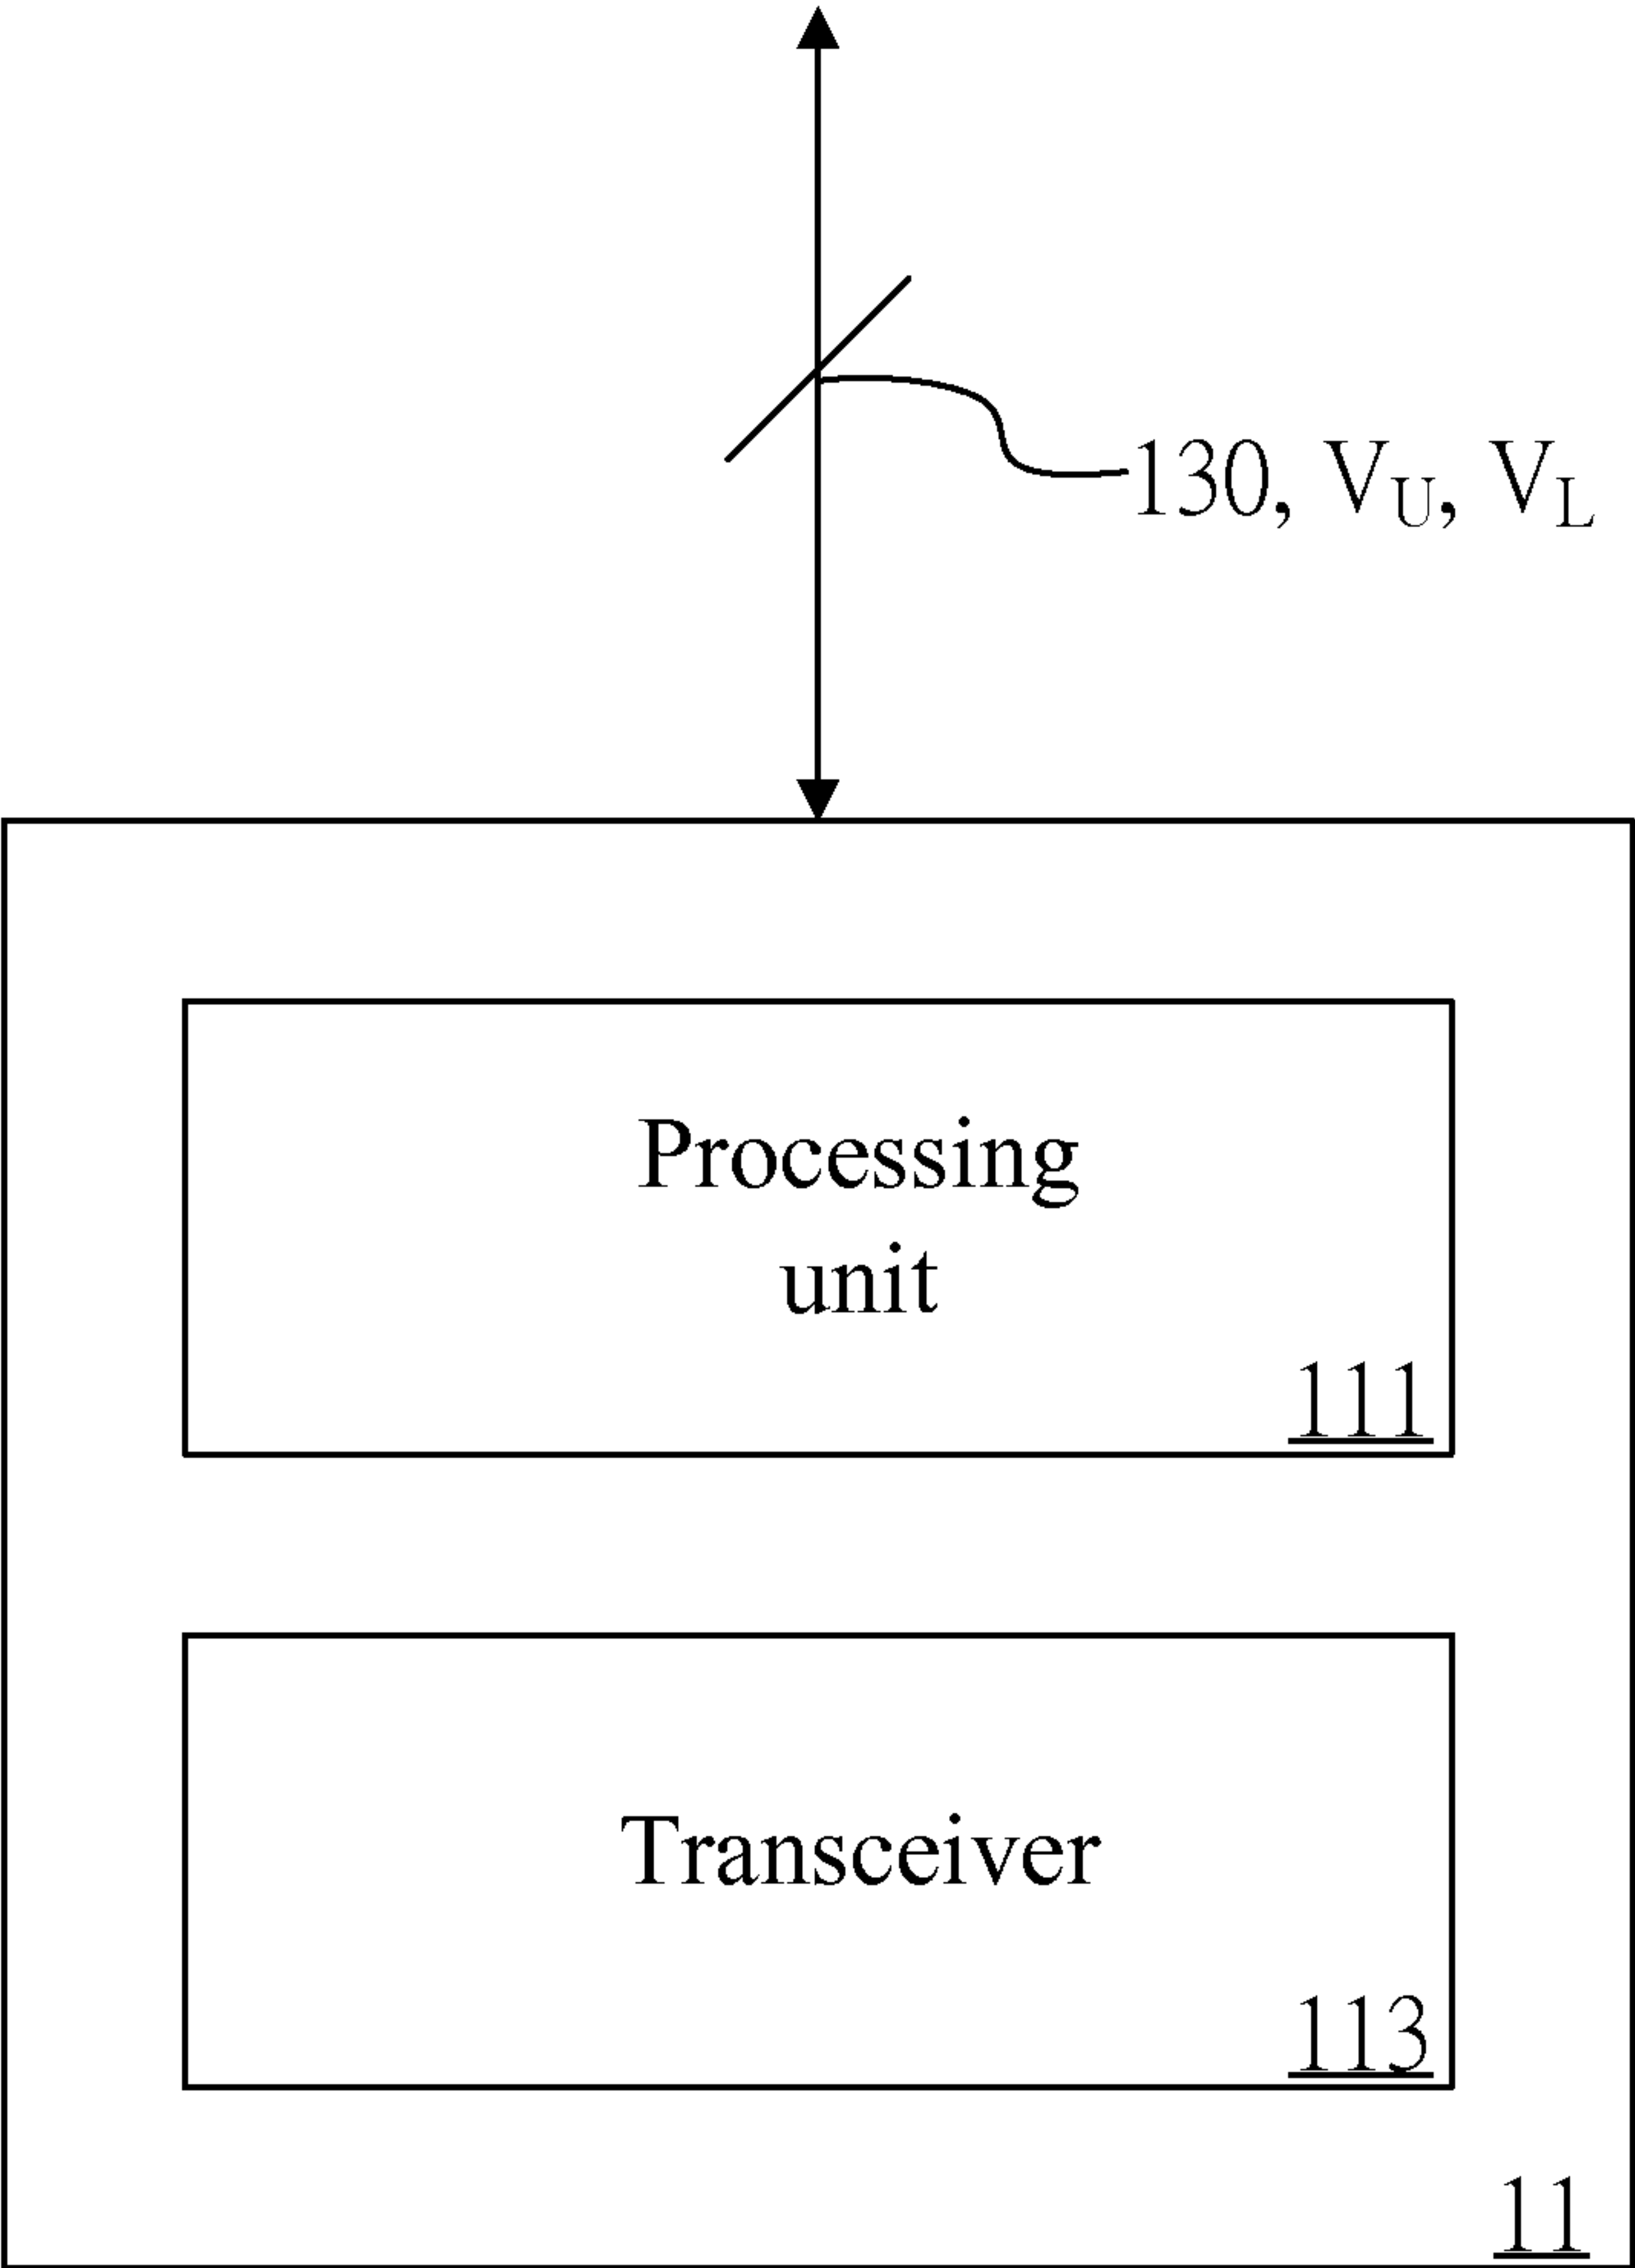 130, VU, VL
Processing
unit
111
Transceiver
113
11